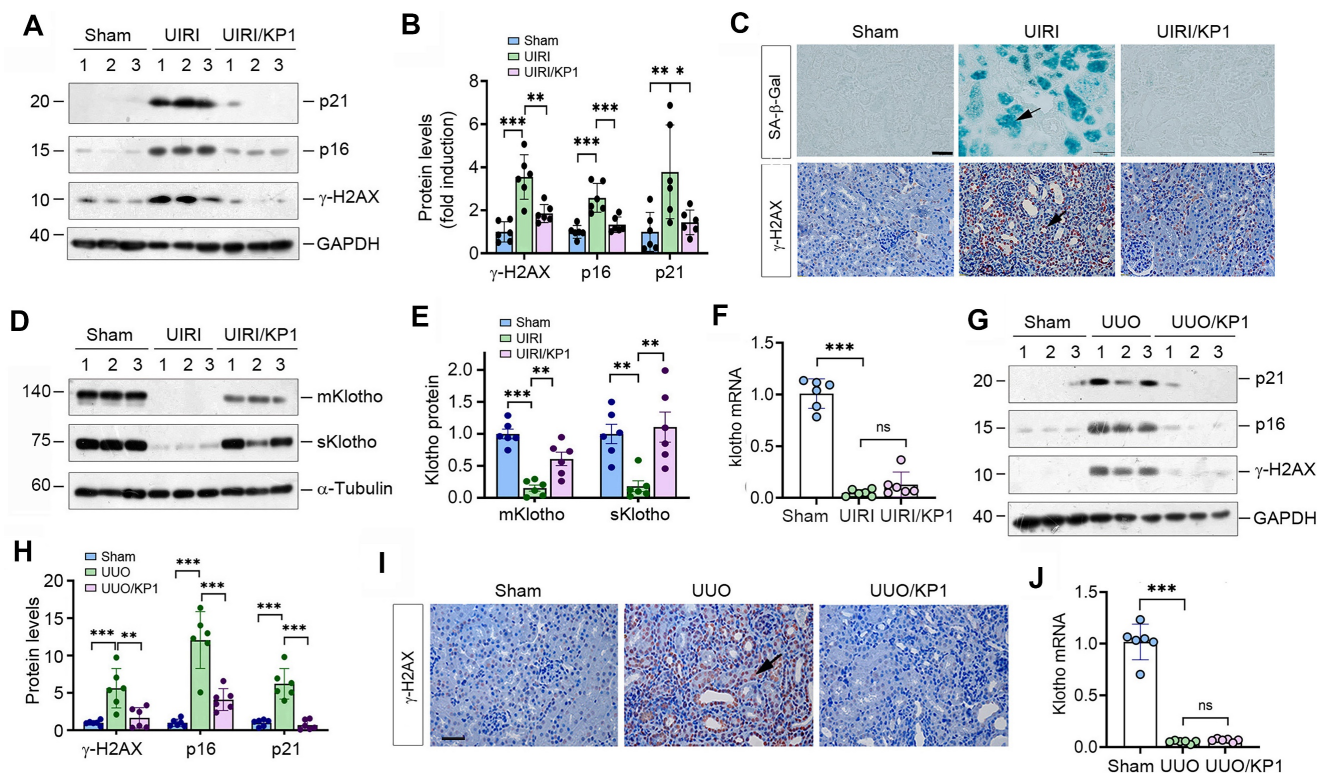 A
Sham UIRI UIRI/KP1
1 2 3 1 2 3 1 2 3
20 p21
15 p16
10 γ-H2AX
40 GAPDH
B
Sham
UIRI
UIRI/KP1
Protein levels
(fold induction)
8
6
4
2
0
*** ** *** *** ** *
γ-H2AX p16 p21
C
Sham UIRI UIRI/KP1
SA-β-Gal
γ-H2AX
D
Sham UIRI UIRI/KP1
1 2 3 1 2 3 1 2 3
140 mKlotho
75 sKlotho
60 α-Tubulin
E
Sham
UIRI
UIRI/KP1
Klotho protein
2.0
1.5
1.0
0.5
0.0
*** ** ** **
mKlotho sKlotho
F
klotho mRNA
1.5
1.0
0.5
0.0
***
ns
Sham UIRI UIRI/KP1
G
Sham UUO UUO/KP1
1 2 3 1 2 3 1 2 3
20 p21
15 p16
10 γ-H2AX
40 GAPDH
H
Sham
UUO
UUO/KP1
Protein levels
20
15
10
5
0
*** ** *** *** *** ***
γ-H2AX p16 p21
I
Sham UUO UUO/KP1
γ-H2AX
J
Klotho mRNA
1.5
1.0
0.5
0.0
***
ns
Sham UUO UUO/KP1